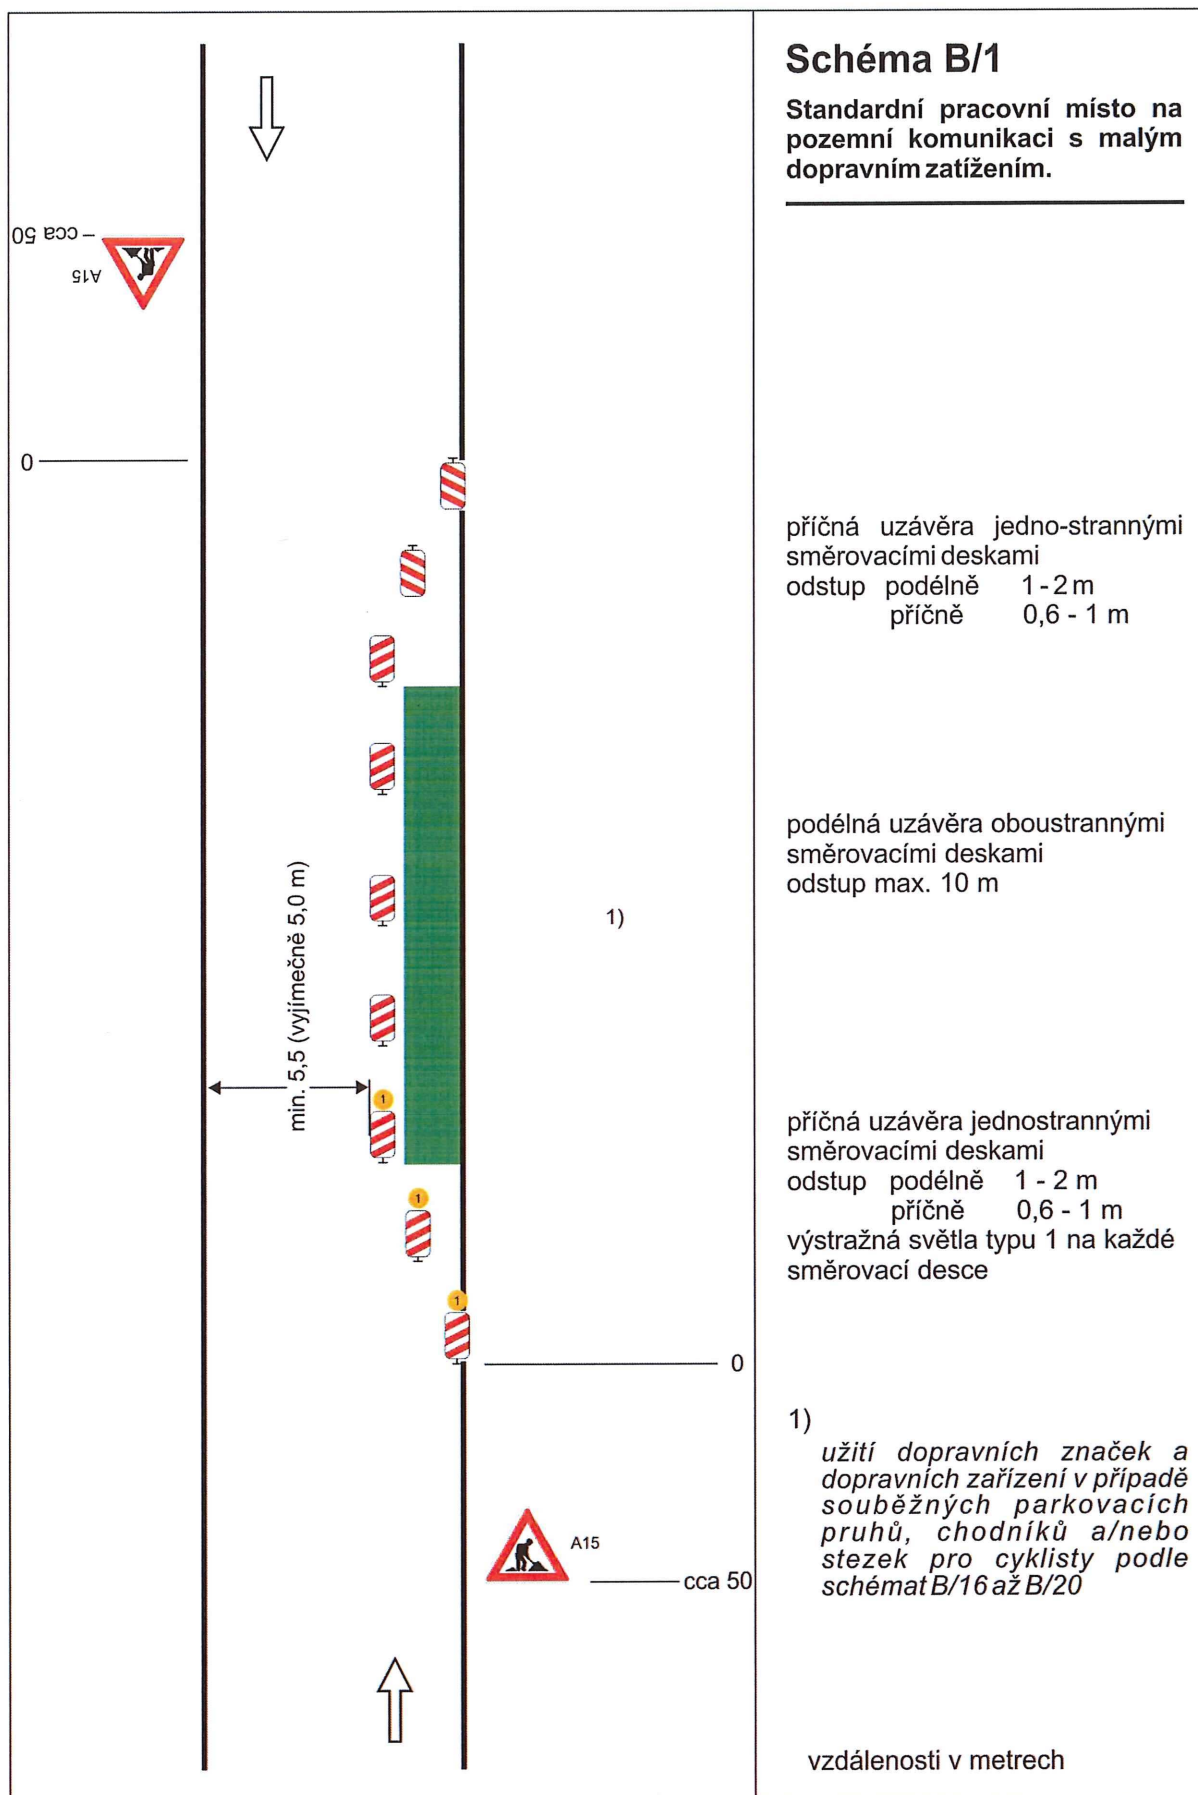 Schéma B/1
Standardní pracovní místo na
pozemní komunikaci s malým
dopravním zatížením.
cca 50
A15
0
příčná uzávěra jedno-strannými
směrovacími deskami
odstup podélně 1 - 2 m
příčně 0,6 - 1 m
podélná uzávěra oboustrannými
směrovacími deskami
odstup max. 10 m
1)
min. 5,5 (vyjímečně 5,0 m)
1
příčná uzávěra jednostrannými
směrovacími deskami
odstup podélně 1 - 2 m
příčně 0,6 - 1 m
výstražná světla typu 1 na každé
směrovací desce
1
1
0
1)
užití dopravních značek a
dopravních zařízení v případě
souběžných parkovacích
pruhů, chodníků a/nebo
stezek pro cyklisty podle
schémat B/16 až B/20
A15
cca 50
vzdálenosti v metrech